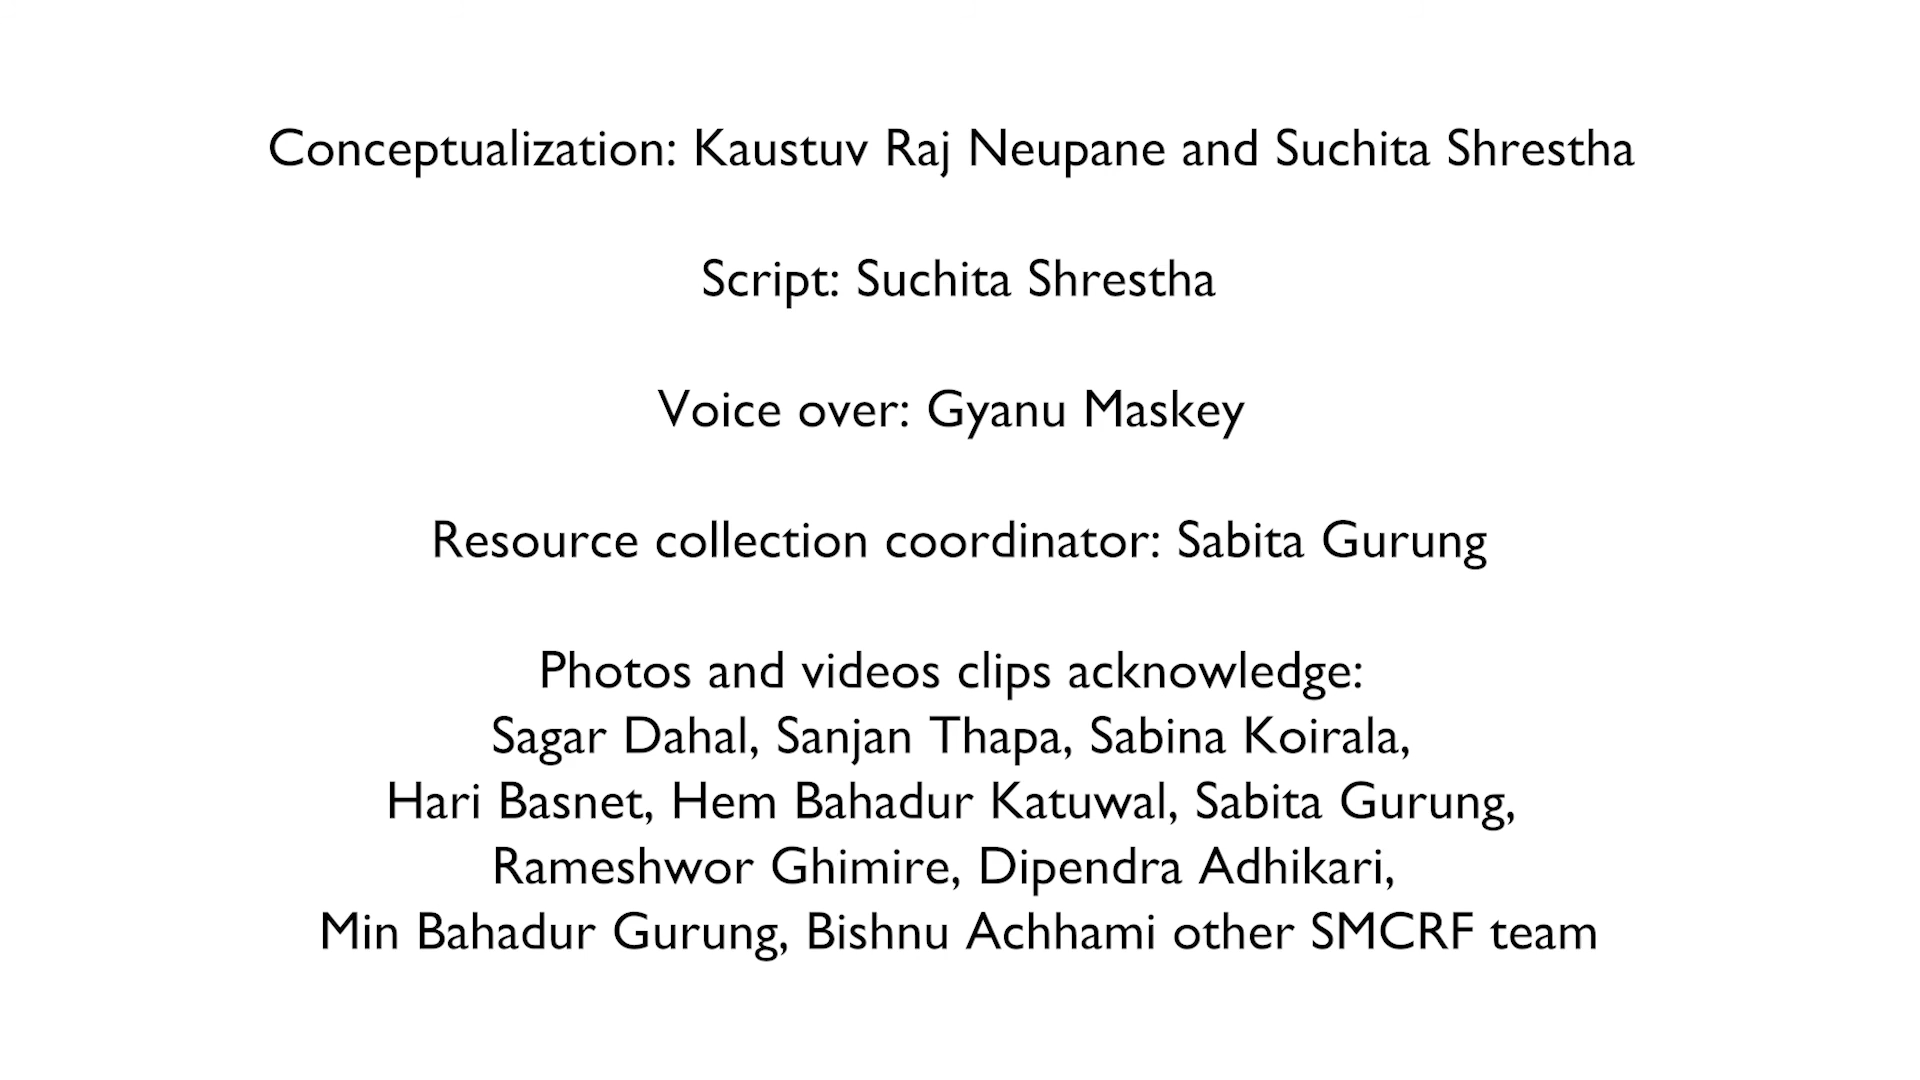 Conceptualization: Kaustuv Raj Neupane and Suchita Shrestha
Script: Suchita Shrestha
Voice over: Gyanu Maskey
Resource collection coordinator: Sabita Gurung
Photos and videos clips acknowledge:
Sagar Dahal, Sanjan Thapa, Sabina Koirala,
Hari Basnet, Hem Bahadur Katuwal, Sabita Gurung,
Rameshwor Ghimire, Dipendra Adhikari,
Min Bahadur Gurung, Bishnu Achhami other SMCRF team